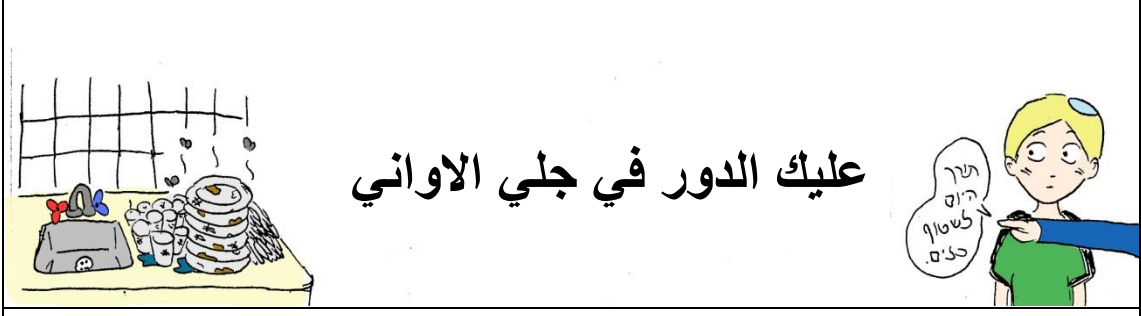 عليك الدور في جلي الاواني
תורך
היום
לשטוף
כלים.